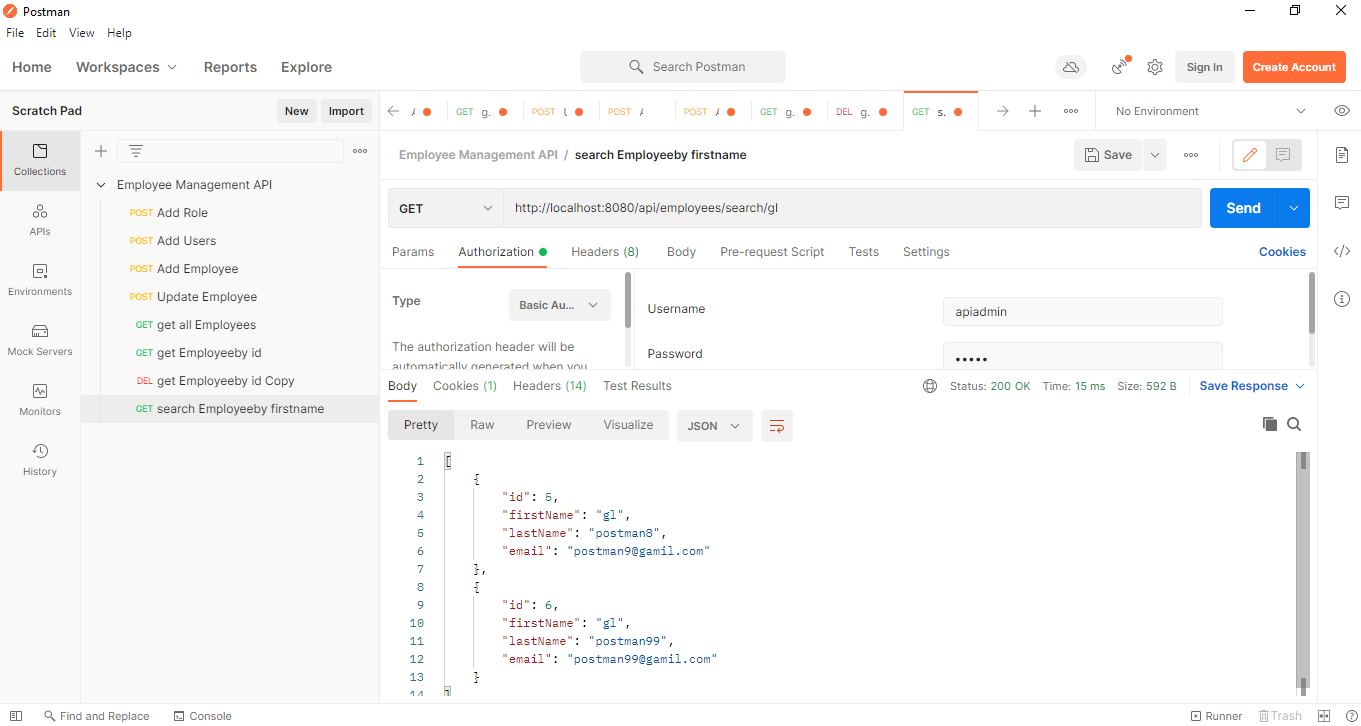 Postman
File Edit View Help
Home Workspaces Reports Explore Search Postman Sign In Create Account
Scratch Pad New Import
GET g. POST POST POST GET g. DEL g. GET s. No Environment
Collections
APIs
Environments
Mock Servers
Monitors
History
Employee Management API
POST Add Role
POST Add Users
POST Add Employee
POST Update Employee
GET get all Employees
GET get Employeeby id
DEL get Employeeby id Copy
GET search Employeeby firstname
Employee Management API / search Employeeby firstname Save
GET http://localhost:8080/api/employees/search/gl Send
Params Authorization Headers (8) Body Pre-request Script Tests Settings Cookies
Type Basic Au...
The authorization header will be
automatically generated when you
Username apiadmin
Password •••••
Body Cookies (1) Headers (14) Test Results Status: 200 OK Time: 15 ms Size: 592 B Save Response
Pretty Raw Preview Visualize JSON
1 [
2 {
3 "id": 5,
4 "firstName": "gl",
5 "lastName": "postman8",
6 "email": "postman9@gamil.com"
7 },
8 {
9 "id": 6,
10 "firstName": "gl",
11 "lastName": "postman99",
12 "email": "postman99@gamil.com"
13 }
14 ]
Find and Replace Console Runner Trash